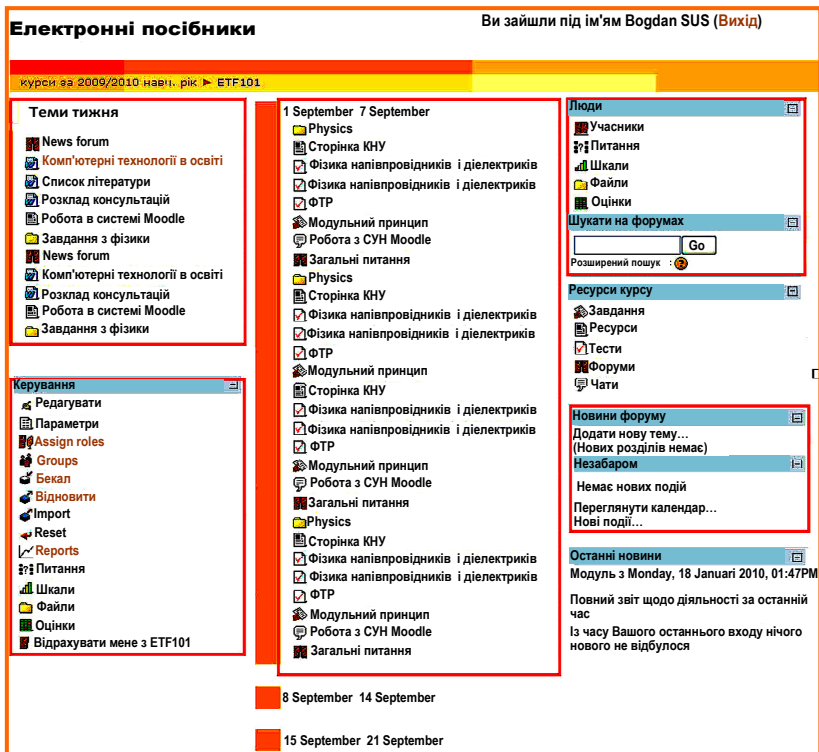 Електронні посібники
Ви зайшли під ім'ям Bogdan SUS (Вихід)
курси за 2009/2010 навч. рік ► ETF101
Теми тижня
News forum
Комп'ютерні технології в освіті
Список літератури
Розклад консультацій
Робота в системі Moodle
Завдання з фізики
News forum
Комп'ютерні технології в освіті
Розклад консультацій
Робота в системі Moodle
Завдання з фізики
Керування
Редагувати
Параметри
Assign roles
Groups
Бекап
Відновити
Import
Reset
Reports
Питання
Шкали
Файли
Оцінки
Відрахувати мене з ETF101
1 September 7 September
Physics
Сторінка КНУ
Фізика напівпровідників і діелектриків
Фізика напівпровідників і діелектриків
ФТР
Модульний принцип
Робота з СУН Moodle
Загальні питання
Physics
Сторінка КНУ
Фізика напівпровідників і діелектриків
Фізика напівпровідників і діелектриків
ФТР
Модульний принцип
Сторінка КНУ
Фізика напівпровідників і діелектриків
Фізика напівпровідників і діелектриків
ФТР
Модульний принцип
Робота з СУН Moodle
Загальні питання
Physics
Сторінка КНУ
Фізика напівпровідників і діелектриків
Фізика напівпровідників і діелектриків
ФТР
Модульний принцип
Робота з СУН Moodle
Загальні питання
8 September 14 September
15 September 21 September
Люди
Учасники
Питання
Шкали
Файли
Оцінки
Шукати на форумах
Go
Розширений пошук :
Ресурси курсу
Завдання
Ресурси
Тести
Форуми
Чати
Новини форуму
Додати нову тему…
(Нових розділів немає)
Незабаром
Немає нових подій
Переглянути календар…
Нові події…
Останні новини
Модуль з Monday, 18 Januari 2010, 01:47PM
Повний звіт щодо діяльності за останній
час
Із часу Вашого останнього входу нічого
нового не відбулося